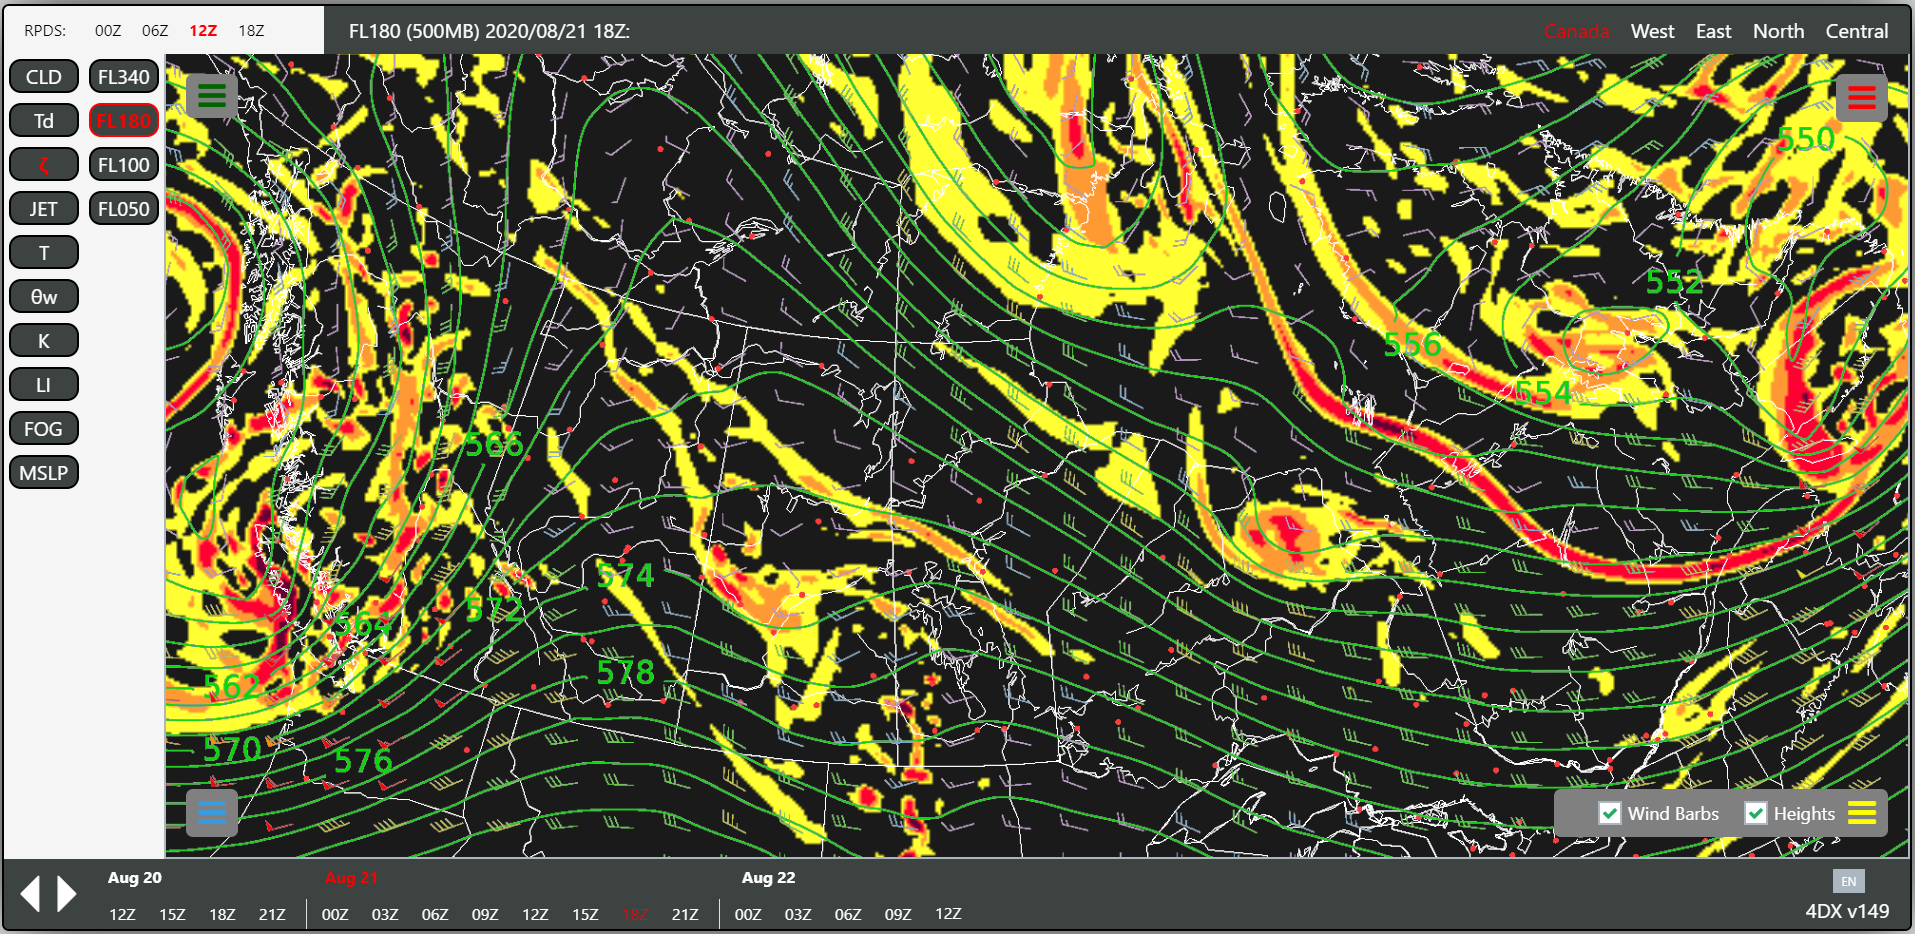 RPDS: 00Z 06Z 12Z 18Z
FL180 (500MB) 2020/08/21 18Z:
Canada West East North Central
CLD FL340
Td FL180
ζ FL100
JET FL050
T
θw
K
LI
FOG
MSLP
550
552
556
554
566
574
572
564
578
562
570
576
Wind Barbs Heights
Aug 20 Aug 21 Aug 22
12Z 15Z 18Z 21Z 00Z 03Z 06Z 09Z 12Z 15Z 18Z 21Z 00Z 03Z 06Z 09Z 12Z
EN
4DX v149